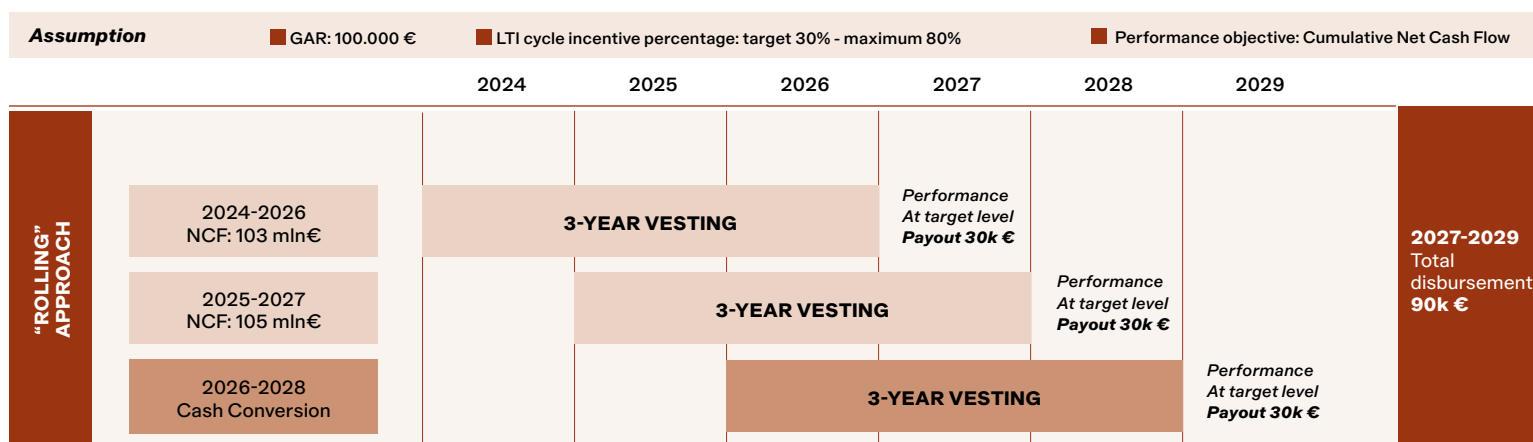 Assumption
GAR: 100.000 €
LTI cycle incentive percentage: target 30% - maximum 80%
Performance objective: Cumulative Net Cash Flow
2024 2025 2026 2027 2028 2029
“ROLLING”
APPROACH
2024-2026
NCF: 103 mln€
3-YEAR VESTING
Performance
At target level
Payout 30k €
2025-2027
NCF: 105 mln€
3-YEAR VESTING
Performance
At target level
Payout 30k €
2026-2028
Cash Conversion
3-YEAR VESTING
Performance
At target level
Payout 30k €
2027-2029
Total
disbursement
90k €